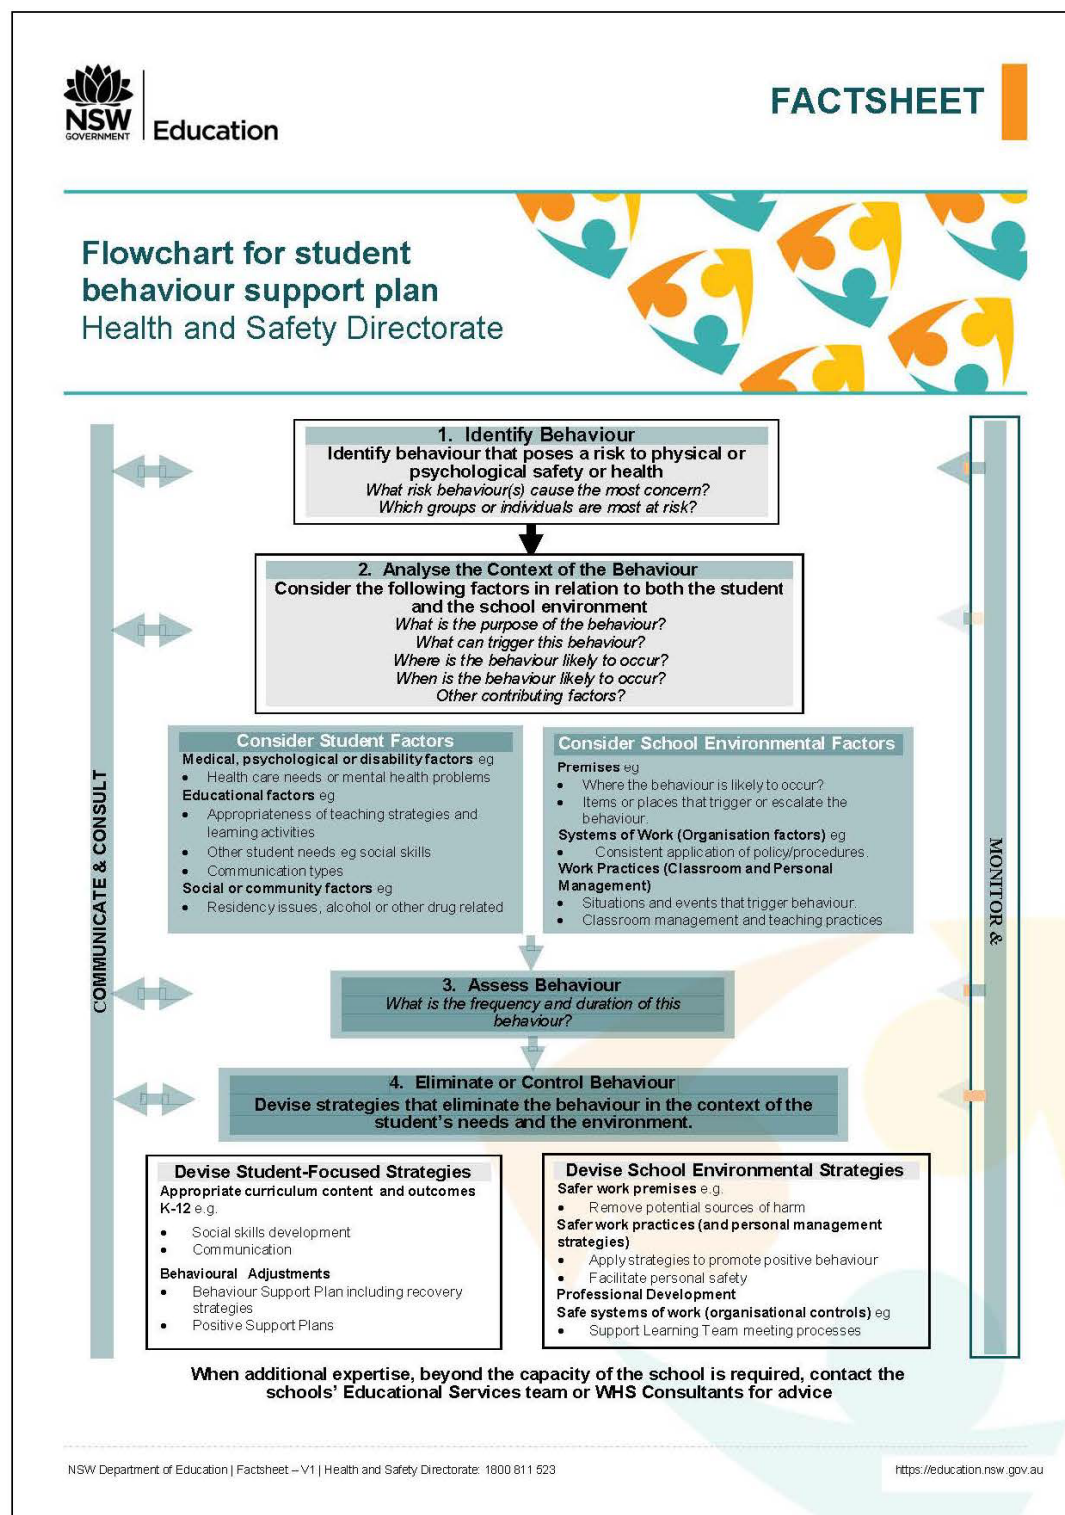 NSW
GOVERNMENT
Education
FACTSHEET
Flowchart for student
behaviour support plan
Health and Safety Directorate
COMMUNICATE & CONSULT
1. Identify Behaviour
Identify behaviour that poses a risk to physical or
psychological safety or health
What risk behaviour(s) cause the most concern?
Which groups or individuals are most at risk?
2. Analyse the Context of the Behaviour
Consider the following factors in relation to both the student
and the school environment
What is the purpose of the behaviour?
What can trigger this behaviour?
Where is the behaviour likely to occur?
When is the behaviour likely to occur?
Other contributing factors?
Consider Student Factors
Medical, psychological or disability factors eg
• Health care needs or mental health problems
Educational factors eg
• Appropriateness of teaching strategies and
learning activities
• Other student needs eg social skills
• Communication types
Social or community factors eg
• Residency issues, alcohol or other drug related
Consider School Environmental Factors
Premises eg
• Where the behaviour is likely to occur?
• Items or places that trigger or escalate the
behaviour.
Systems of Work (Organisation factors) eg
• Consistent application of policy/procedures.
Work Practices (Classroom and Personal
Management)
• Situations and events that trigger behaviour.
• Classroom management and teaching practices
3. Assess Behaviour
What is the frequency and duration of this
behaviour?
4. Eliminate or Control Behaviour
Devise strategies that eliminate the behaviour in the context of the
student's needs and the environment.
Devise Student-Focused Strategies
Appropriate curriculum content and outcomes
K-12 e.g.
• Social skills development
• Communication
Behavioural Adjustments
• Behaviour Support Plan including recovery
strategies
• Positive Support Plans
Devise School Environmental Strategies
Safer work premises e.g.
• Remove potential sources of harm
Safer work practices (and personal management
strategies)
• Apply strategies to promote positive behaviour
• Facilitate personal safety
Professional Development
Safe systems of work (organisational controls) eg
• Support Learning Team meeting processes
MONITOR &
When additional expertise, beyond the capacity of the school is required, contact the
schools' Educational Services team or WHS Consultants for advice
NSW Department of Education | Factsheet – V1 | Health and Safety Directorate: 1800 811 523
https://education.nsw.gov.au